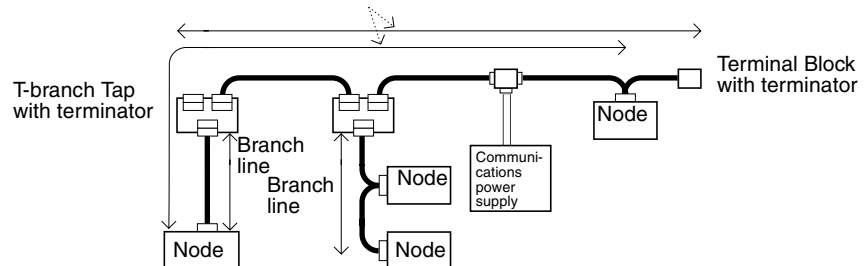 T-branch Tap
with terminator
Terminal Block
with terminator
Node
Branch
line
Branch
line
Communi-
cations
power
supply
Node
Node
Node